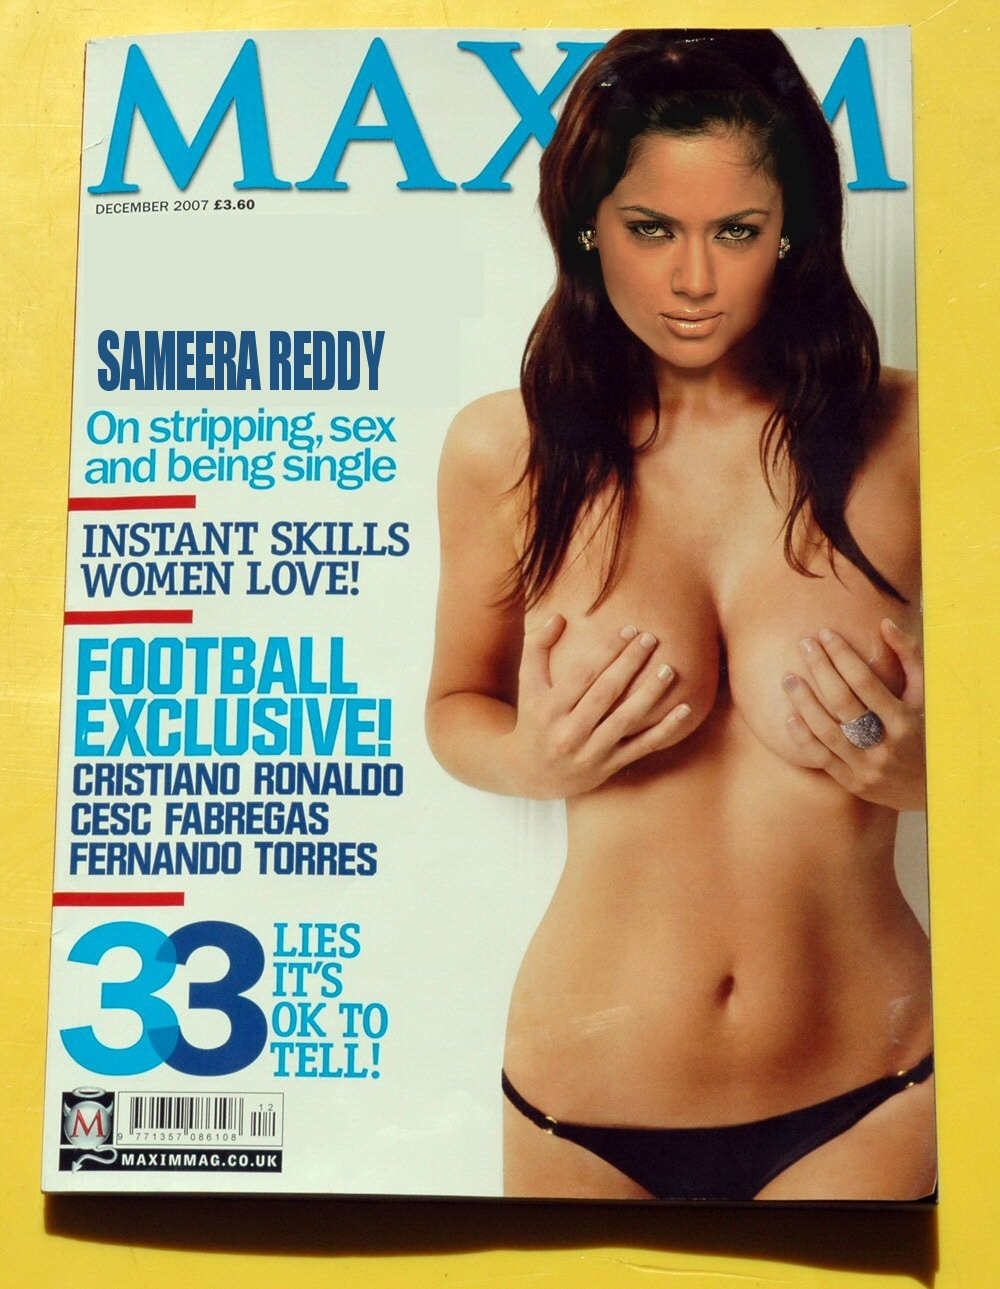 MAXIM
DECEMBER 2007 £3.60
SAMEERA REDDY
On stripping, sex
and being single
INSTANT SKILLS
WOMEN LOVE!
FOOTBALL
EXCLUSIVE!
CRISTIANO RONALDO
CESC FABREGAS
FERNANDO TORRES
33 LIES
IT'S
OK TO
TELL!
M
12
9 771357 086108
MAXIMMAG.CO.UK